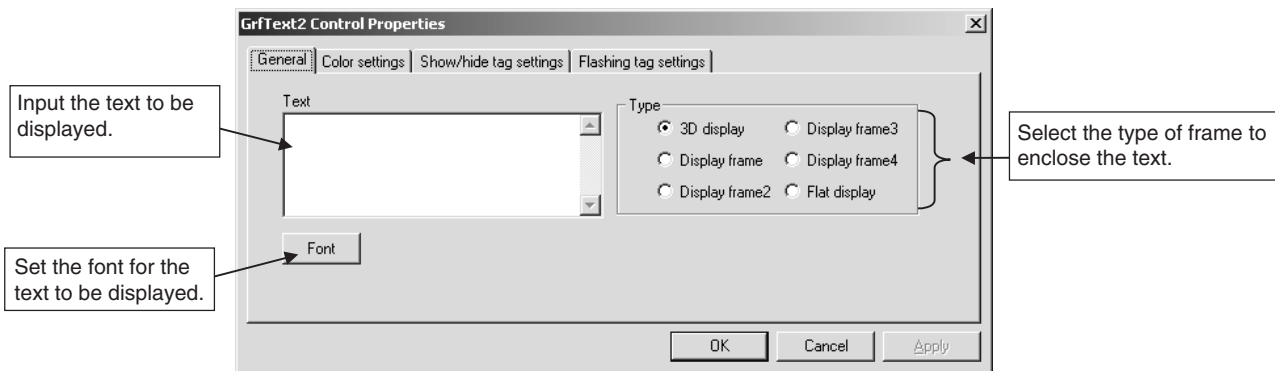 GrfText2 Control Properties
General
Color settings
Show/hide tag settings
Flashing tag settings
Input the text to be
displayed.
Text
Type
3D display
Display frame3
Display frame
Display frame4
Display frame2
Flat display
Select the type of frame to
enclose the text.
Font
Set the font for the
text to be displayed.
OK
Cancel
Apply